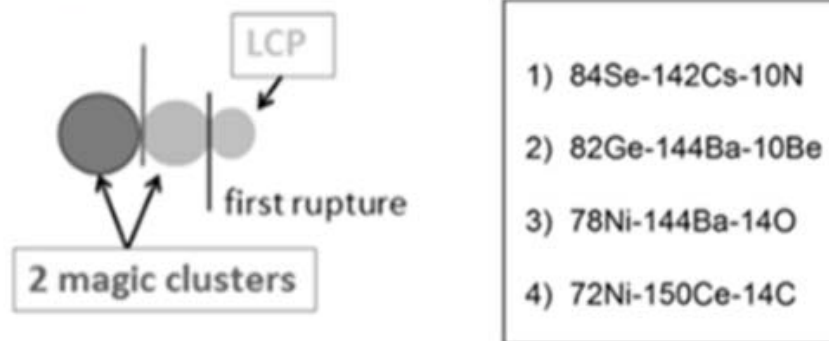 LCP
first rupture
2 magic clusters
1) 84Se-142Cs-10N
2) 82Ge-144Ba-10Be
3) 78Ni-144Ba-14O
4) 72Ni-150Ce-14C